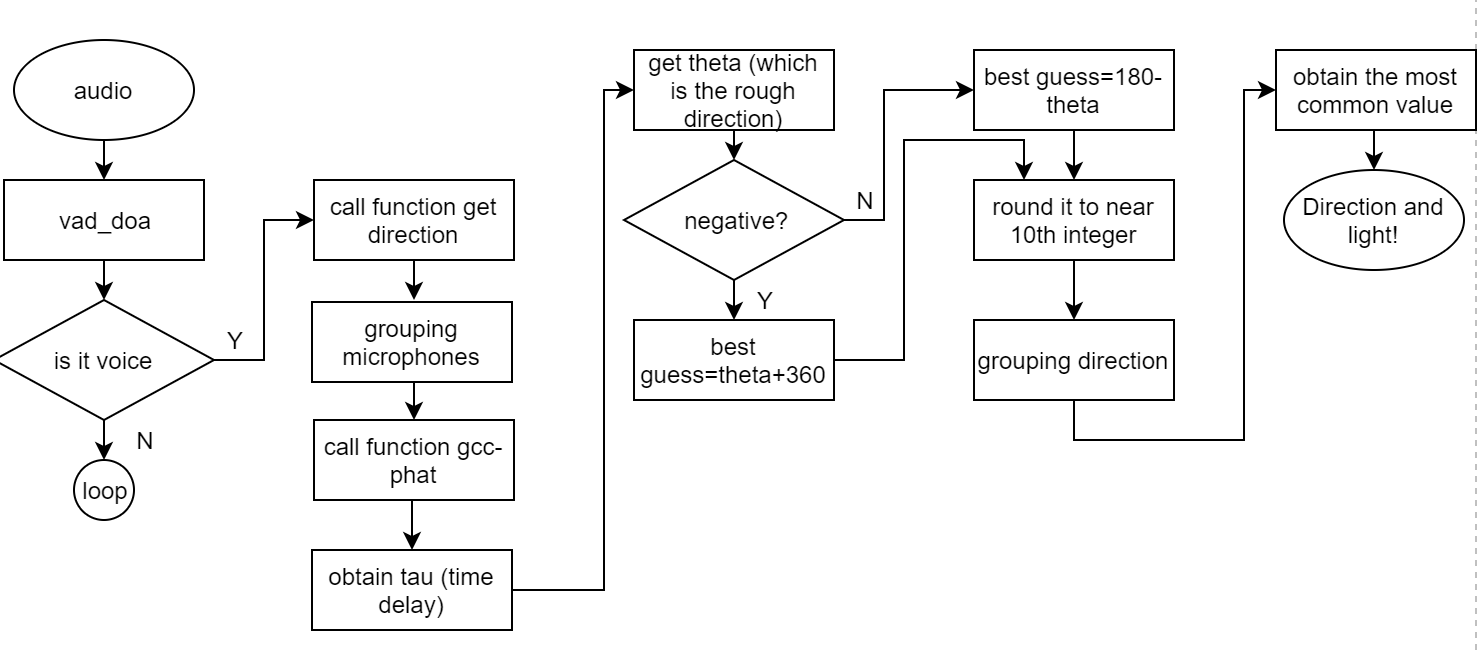 audio
vad_doa
is it voice
Y
N
loop
call function get
direction
grouping
microphones
call function gcc-
phat
obtain tau (time
delay)
get theta (which
is the rough
direction)
negative?
N
Y
best
guess=theta+360
best guess=180-
theta
round it to near
10th integer
grouping direction
obtain the most
common value
Direction and
light!